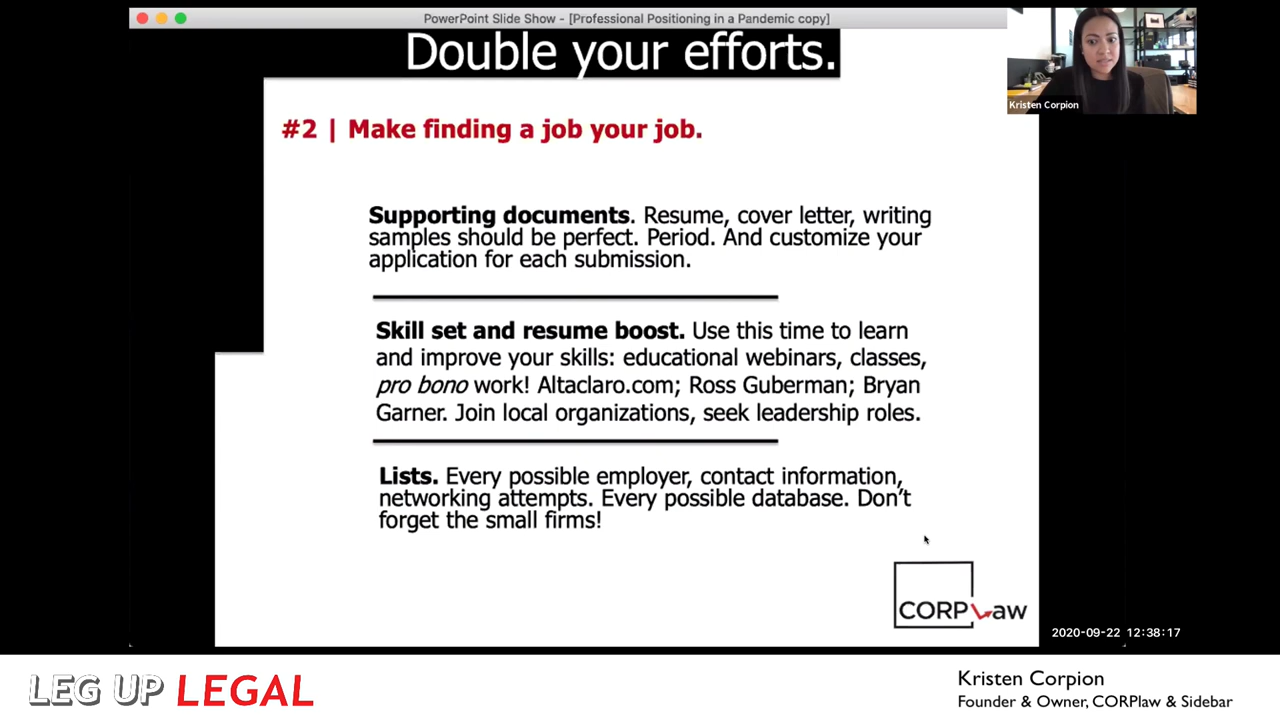 PowerPoint Slide Show - [Professional Positioning in a Pandemic copy]
Double your efforts.
Kristen Corpion
#2 | Make finding a job your job.
Supporting documents. Resume, cover letter, writing
samples should be perfect. Period. And customize your
application for each submission.
Skill set and resume boost. Use this time to learn
and improve your skills: educational webinars, classes,
pro bono work! Altaclaro.com; Ross Guberman; Bryan
Garner. Join local organizations, seek leadership roles.
Lists. Every possible employer, contact information,
networking attempts. Every possible database. Don't
forget the small firms!
CORPLaw
2020-09-22 12:38:17
LEG UP LEGAL
Kristen Corpion
Founder & Owner, CORPlaw & Sidebar